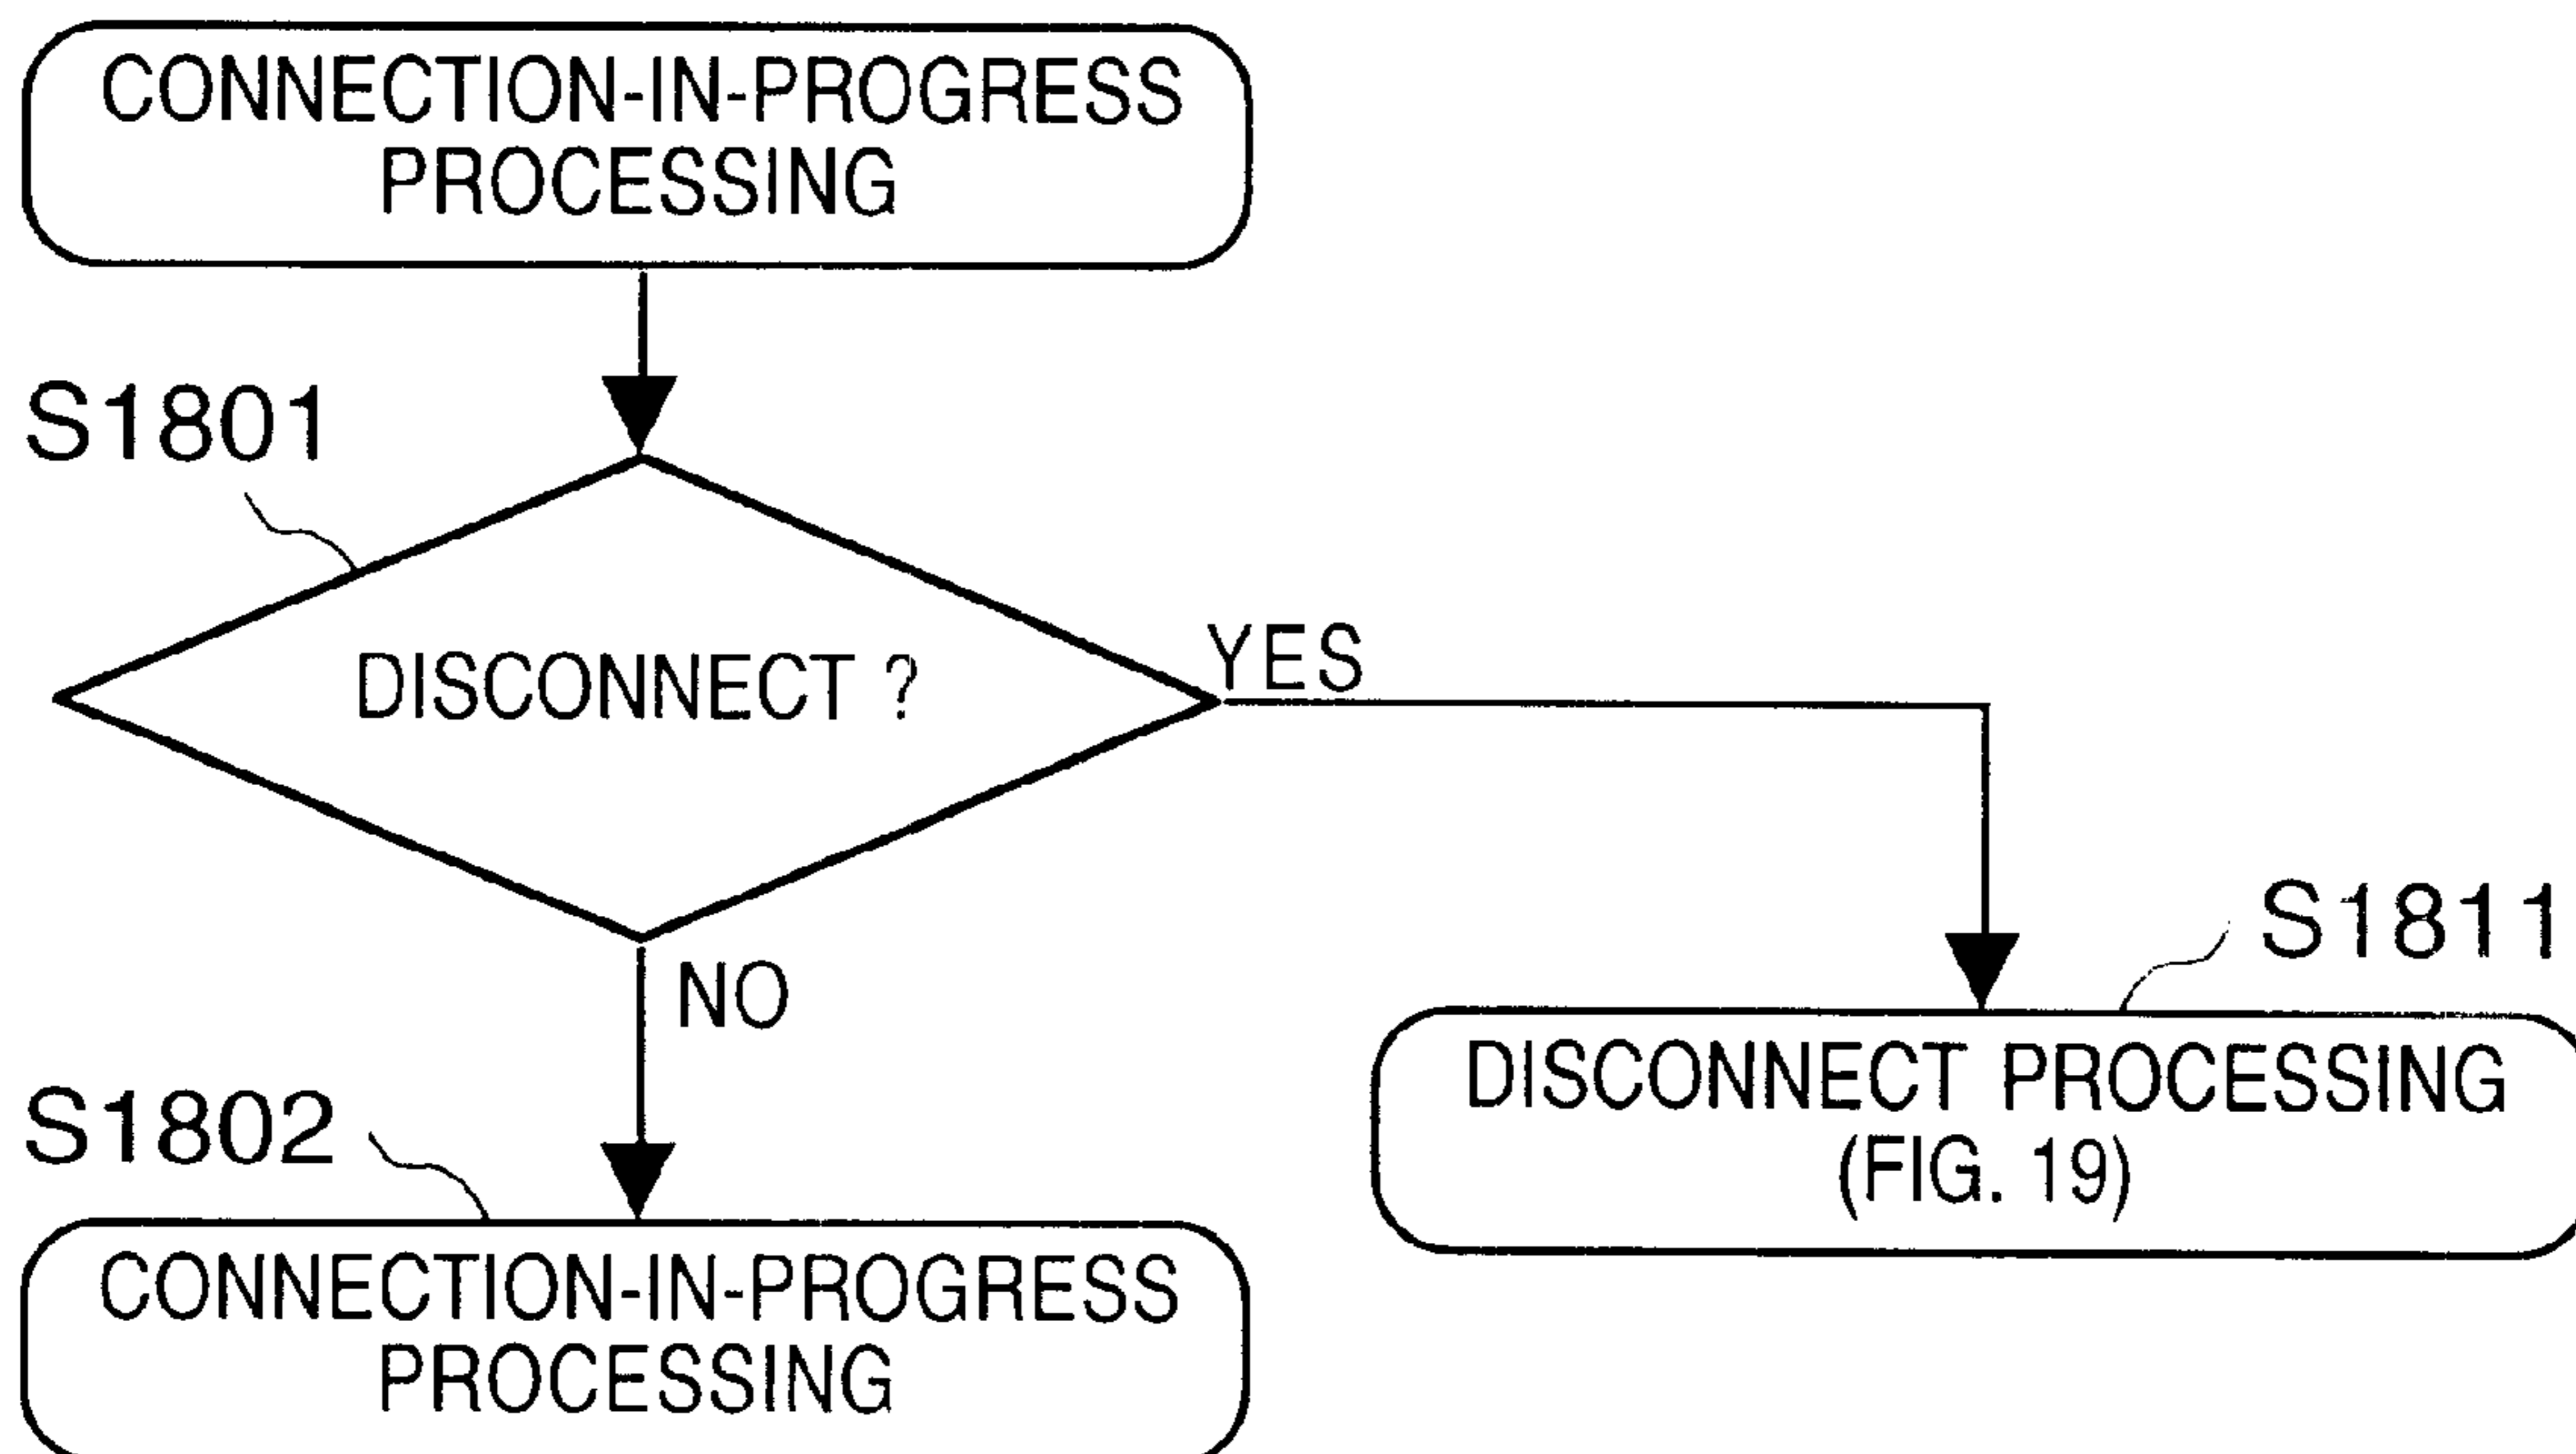 CONNECTION-IN-PROGRESS
PROCESSING
S1801
DISCONNECT ?
YES
NO
S1811
DISCONNECT PROCESSING
(FIG. 19)
S1802
CONNECTION-IN-PROGRESS
PROCESSING